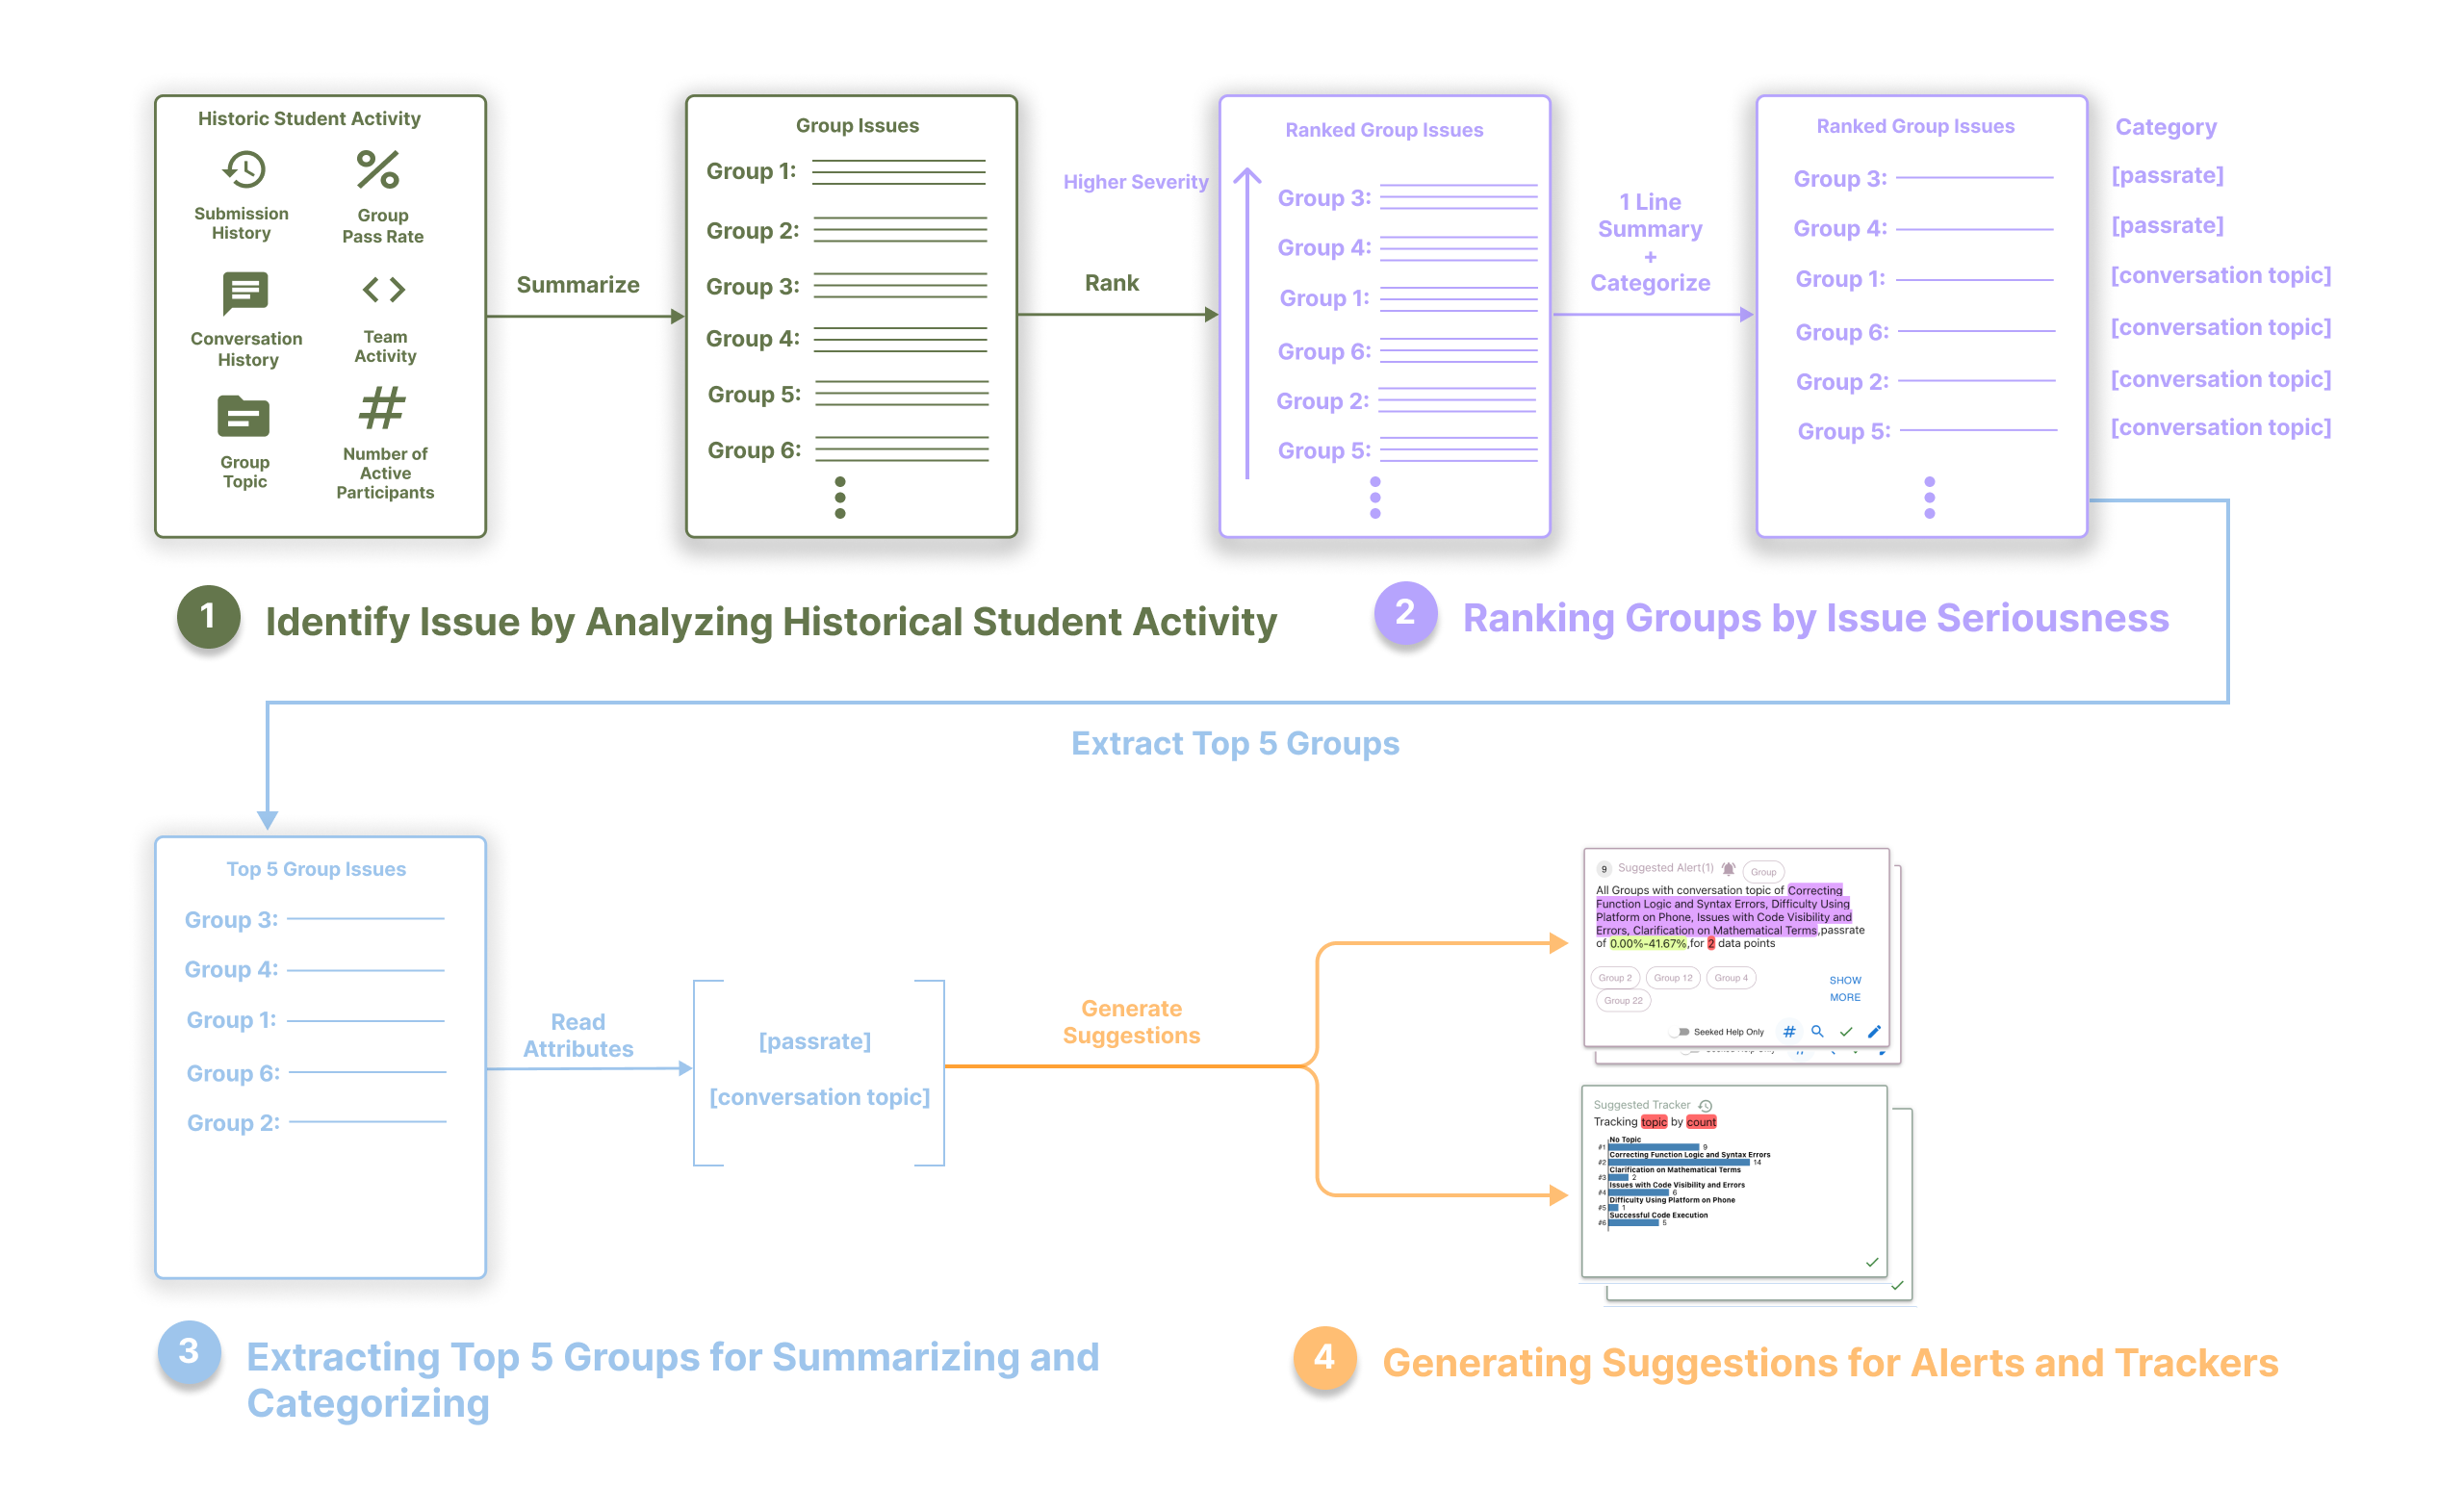 Historic Student Activity
Submission
History
Group
Pass Rate
Conversation
History
Team
Activity
Group
Topic
Number of
Active
Participants
Summarize
Group Issues
Group 1:
Group 2:
Group 3:
Group 4:
Group 5:
Group 6:
Rank
Higher Severity
Ranked Group Issues
Group 3:
Group 4:
Group 1:
Group 6:
Group 2:
Group 5:
1 Line
Summary
+
Categorize
Ranked Group Issues
Group 3:
Group 4:
Group 1:
Group 6:
Group 2:
Group 5:
Category
[passrate]
[passrate]
[conversation topic]
[conversation topic]
[conversation topic]
[conversation topic]
1 Identify Issue by Analyzing Historical Student Activity
2 Ranking Groups by Issue Seriousness
Extract Top 5 Groups
Top 5 Group Issues
Group 3:
Group 4:
Group 1:
Group 6:
Group 2:
Read
Attributes
[passrate]
[conversation topic]
Generate
Suggestions
9 Suggested Alert(1) Group
All Groups with conversation topic of Correcting
Function Logic and Syntax Errors, Difficulty Using
Platform on Phone, Issues with Code Visibility and
Errors, Clarification on Mathematical Terms,passrate
of 0.00%-41.67%,for 2 data points
Group 2 Group 12 Group 4
Group 22
SHOW
MORE
Seeked Help Only
Suggested Tracker
Tracking topic by count
No Topic
#1 9
Correcting Function Logic and Syntax Errors
#2 14
Clarification on Mathematical Terms
#3 2
Issues with Code Visibility and Errors
#4 6
Difficulty Using Platform on Phone
#5 1
Successful Code Execution
#6 5
3 Extracting Top 5 Groups for Summarizing and
Categorizing
4 Generating Suggestions for Alerts and Trackers